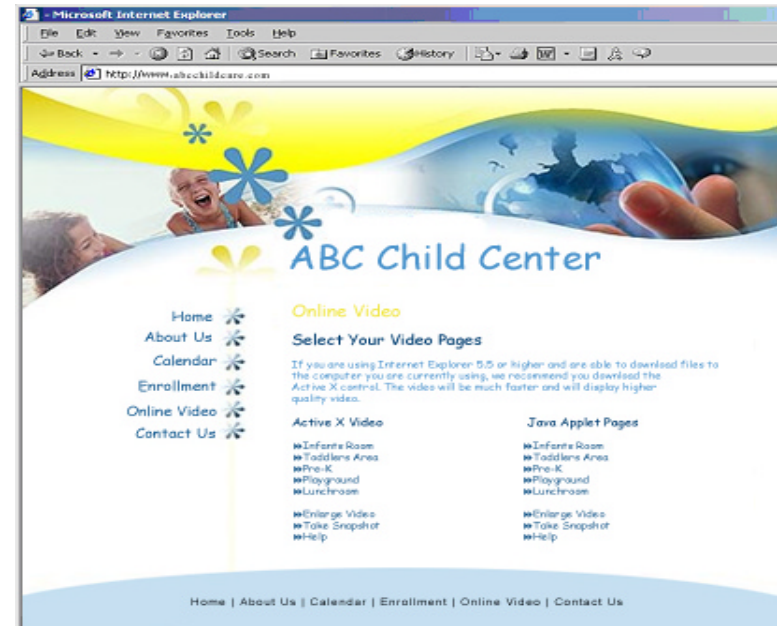 - Microsoft Internet Explorer
File Edit View Favorites Tools Help
Back Search Favorites History
Address http://www.abcchildcare.com
ABC Child Center
Home
About Us
Calendar
Enrollment
Online Video
Contact Us
Online Video
Select Your Video Pages
If you are using Internet Explorer 5.5 or higher and are able to download files to
the computer you are currently using, we recommend you download the
Active X control. The video will be much faster and will display higher
quality video.
Active X Video
»Infants Room
»Toddlers Area
»Pre-K
»Playground
»Lunchroom
»Enlarge Video
»Take Snapshot
»Help
Java Applet Pages
»Infants Room
»Toddlers Area
»Pre-K
»Playground
»Lunchroom
»Enlarge Video
»Take Snapshot
»Help
Home | About Us | Calendar | Enrollment | Online Video | Contact Us